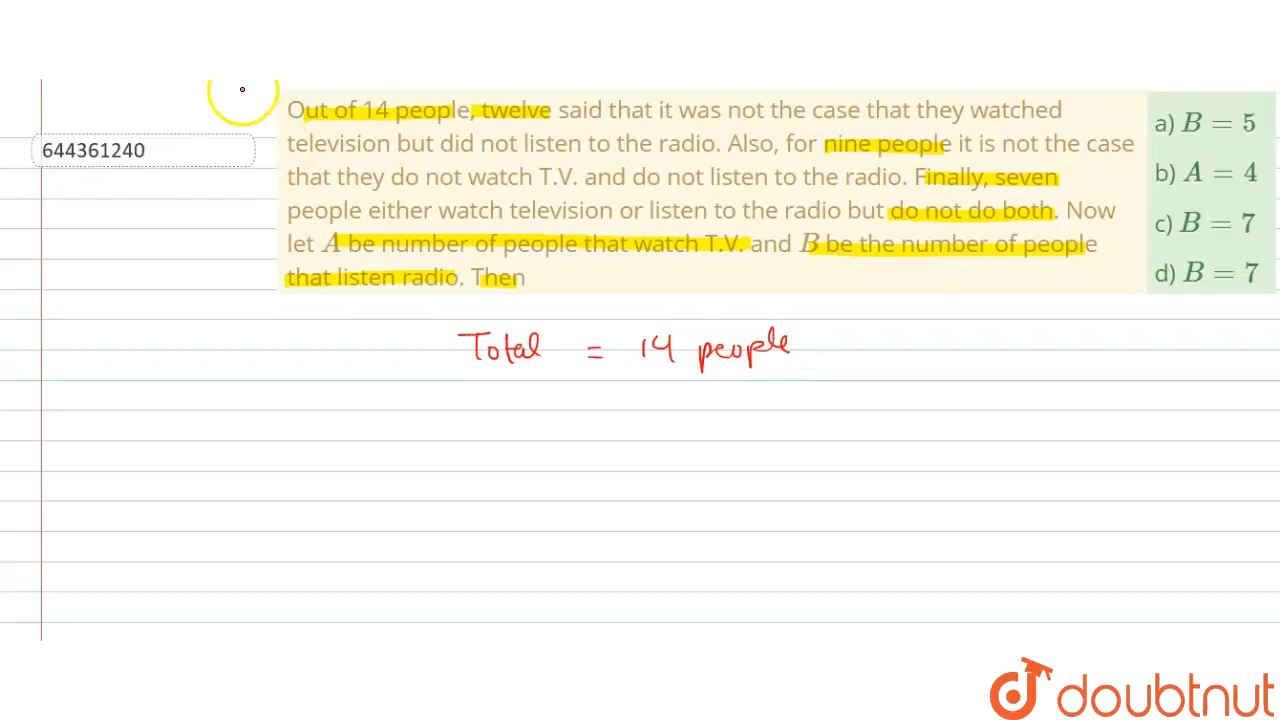 Out of 14 people, twelve said that it was not the case that they watched
television but did not listen to the radio. Also, for nine people it is not the case
that they do not watch T.V. and do not listen to the radio. Finally, seven
people either watch television or listen to the radio but do not do both. Now
let A be number of people that watch T.V. and B be the number of people
that listen radio. Then
a) B = 5
b) A = 4
c) B = 7
d) B = 7
644361240
Total = 14 people
doubtnut